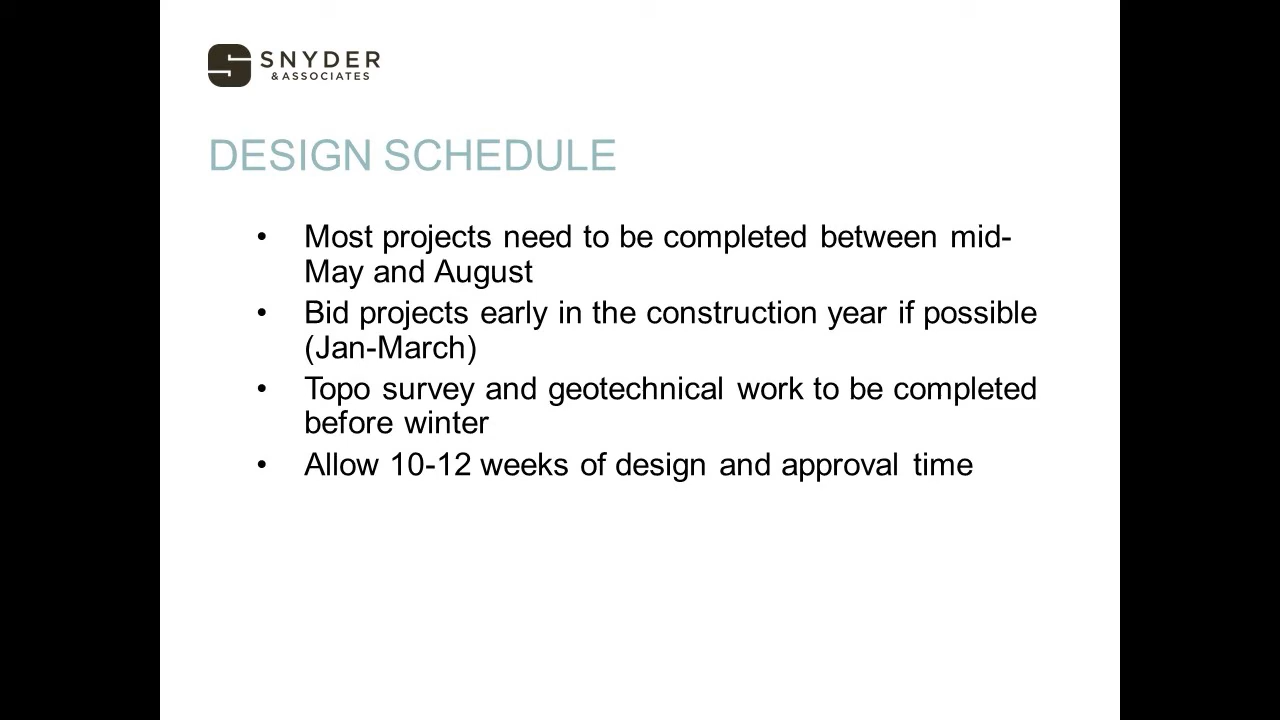 SNYDER
& ASSOCIATES
DESIGN SCHEDULE
• Most projects need to be completed between mid-
May and August
• Bid projects early in the construction year if possible
(Jan-March)
• Topo survey and geotechnical work to be completed
before winter
• Allow 10-12 weeks of design and approval time